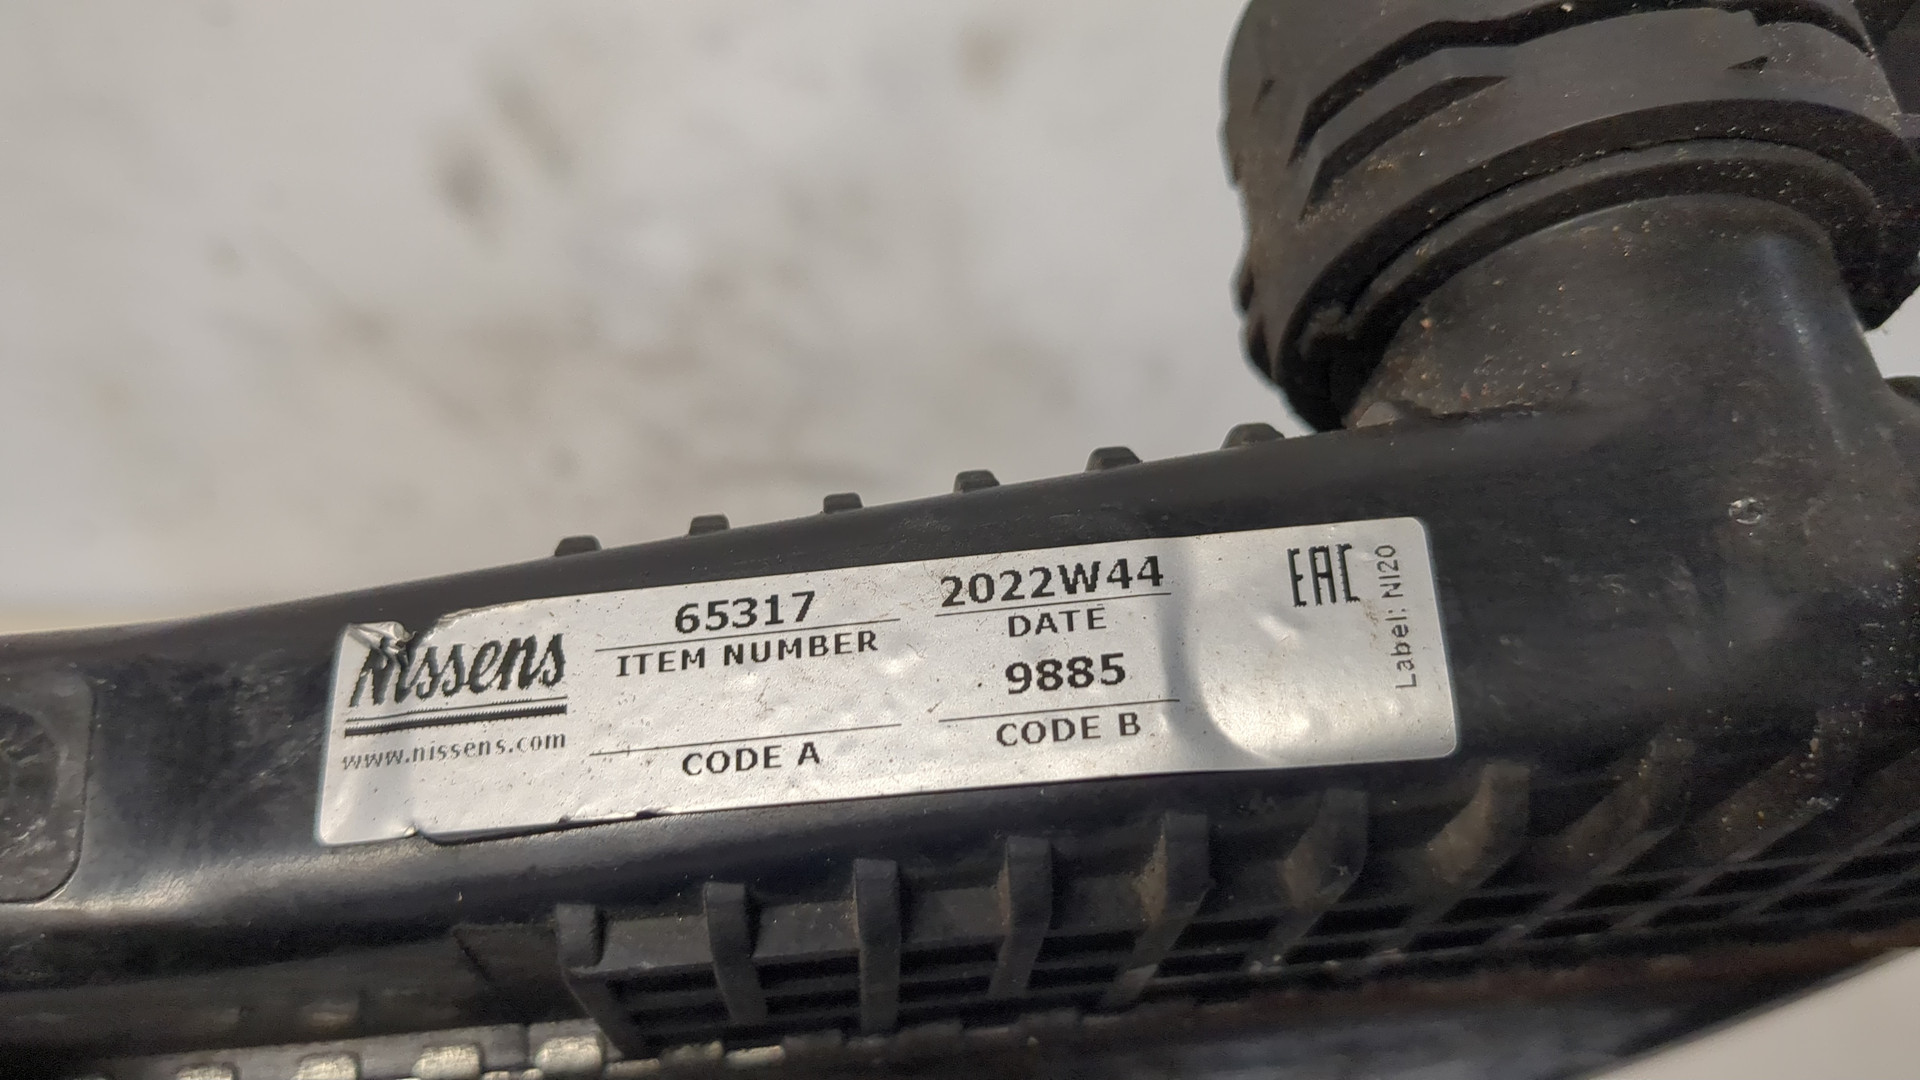 Nissens
www.nissens.com
65317
ITEM NUMBER
CODE A
2022W44
DATE
9885
CODE B
EAC
Label: NI20